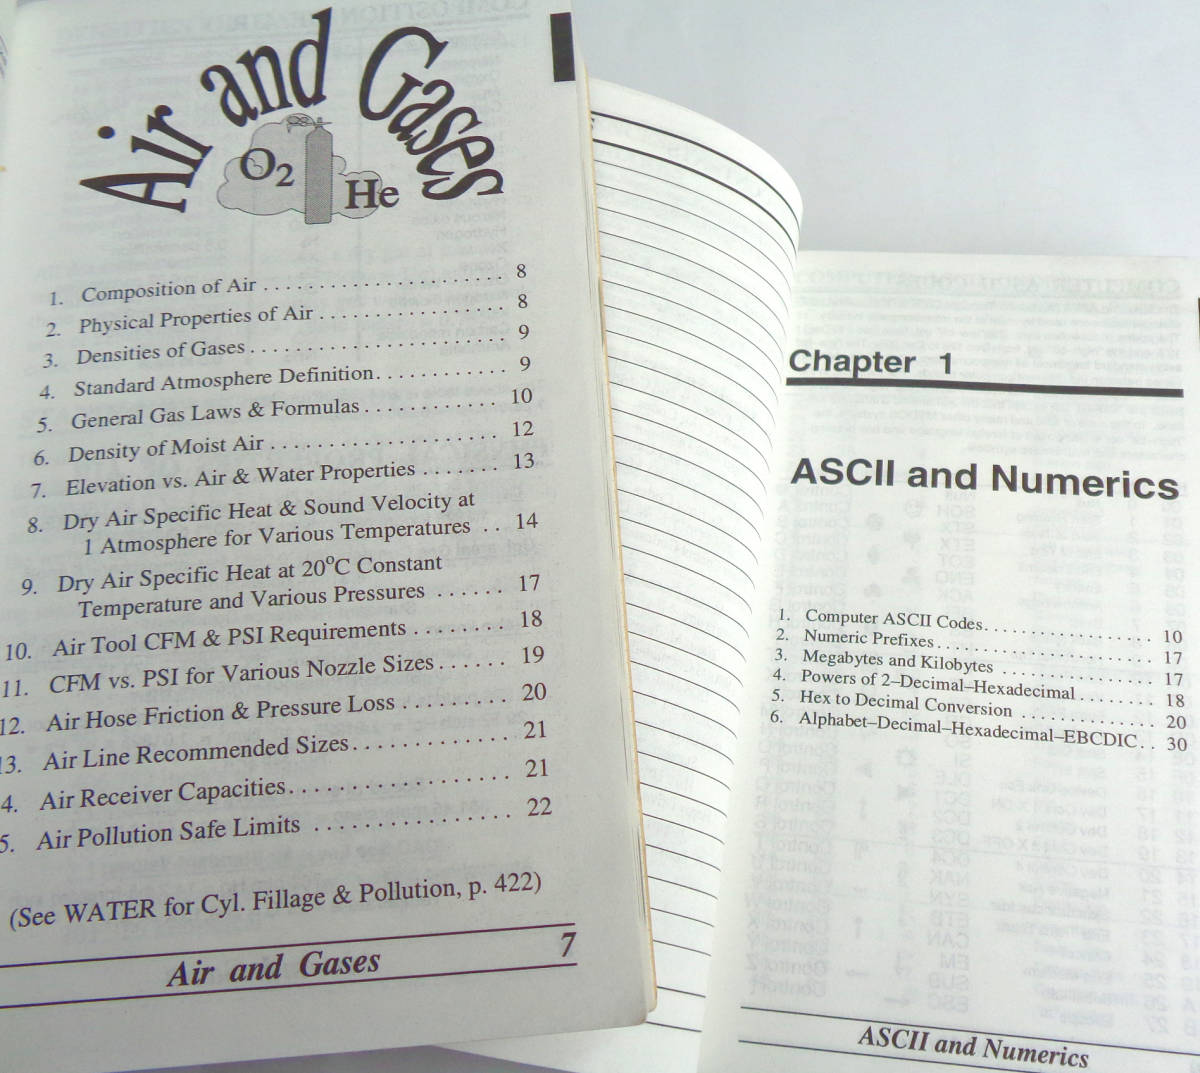 Air and Gases
O2
He
1. Composition of Air . . . . . . . . . . . . . . . . . . . . . 8
2. Physical Properties of Air . . . . . . . . . . . . . . . . 8
3. Densities of Gases . . . . . . . . . . . . . . . . . . . . . . 9
4. Standard Atmosphere Definition. . . . . . . . . . . 9
5. General Gas Laws & Formulas . . . . . . . . . . . 10
6. Density of Moist Air . . . . . . . . . . . . . . . . . . . 12
7. Elevation vs. Air & Water Properties . . . . . . . 13
8. Dry Air Specific Heat & Sound Velocity at
1 Atmosphere for Various Temperatures . . 14
9. Dry Air Specific Heat at 20°C Constant
Temperature and Various Pressures . . . . . . 17
10. Air Tool CFM & PSI Requirements . . . . . . . . 18
11. CFM vs. PSI for Various Nozzle Sizes . . . . . . 19
12. Air Hose Friction & Pressure Loss . . . . . . . . . 20
13. Air Line Recommended Sizes. . . . . . . . . . . . . 21
4. Air Receiver Capacities. . . . . . . . . . . . . . . . . . 21
5. Air Pollution Safe Limits . . . . . . . . . . . . . . . . 22
(See WATER for Cyl. Fillage & Pollution, p. 422)
Air and Gases 7
Chapter 1
ASCII and Numerics
1. Computer ASCII Codes. . . . . . . . . . . . . . . . . . 10
2. Numeric Prefixes. . . . . . . . . . . . . . . . . . . . . . . 17
3. Megabytes and Kilobytes . . . . . . . . . . . . . . . . 17
4. Powers of 2–Decimal–Hexadecimal . . . . . . . . 18
5. Hex to Decimal Conversion . . . . . . . . . . . . . . 20
6. Alphabet–Decimal–Hexadecimal–EBCDIC. . 30
ASCII and Numerics